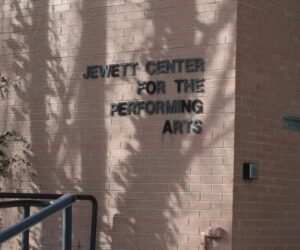 JEWETT CENTER
FOR THE
PERFORMING
ARTS